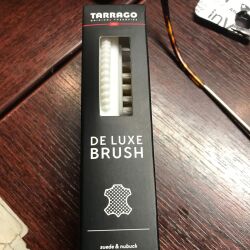 TARRAGO
DE LUXE
BRUSH
suede & nubuck